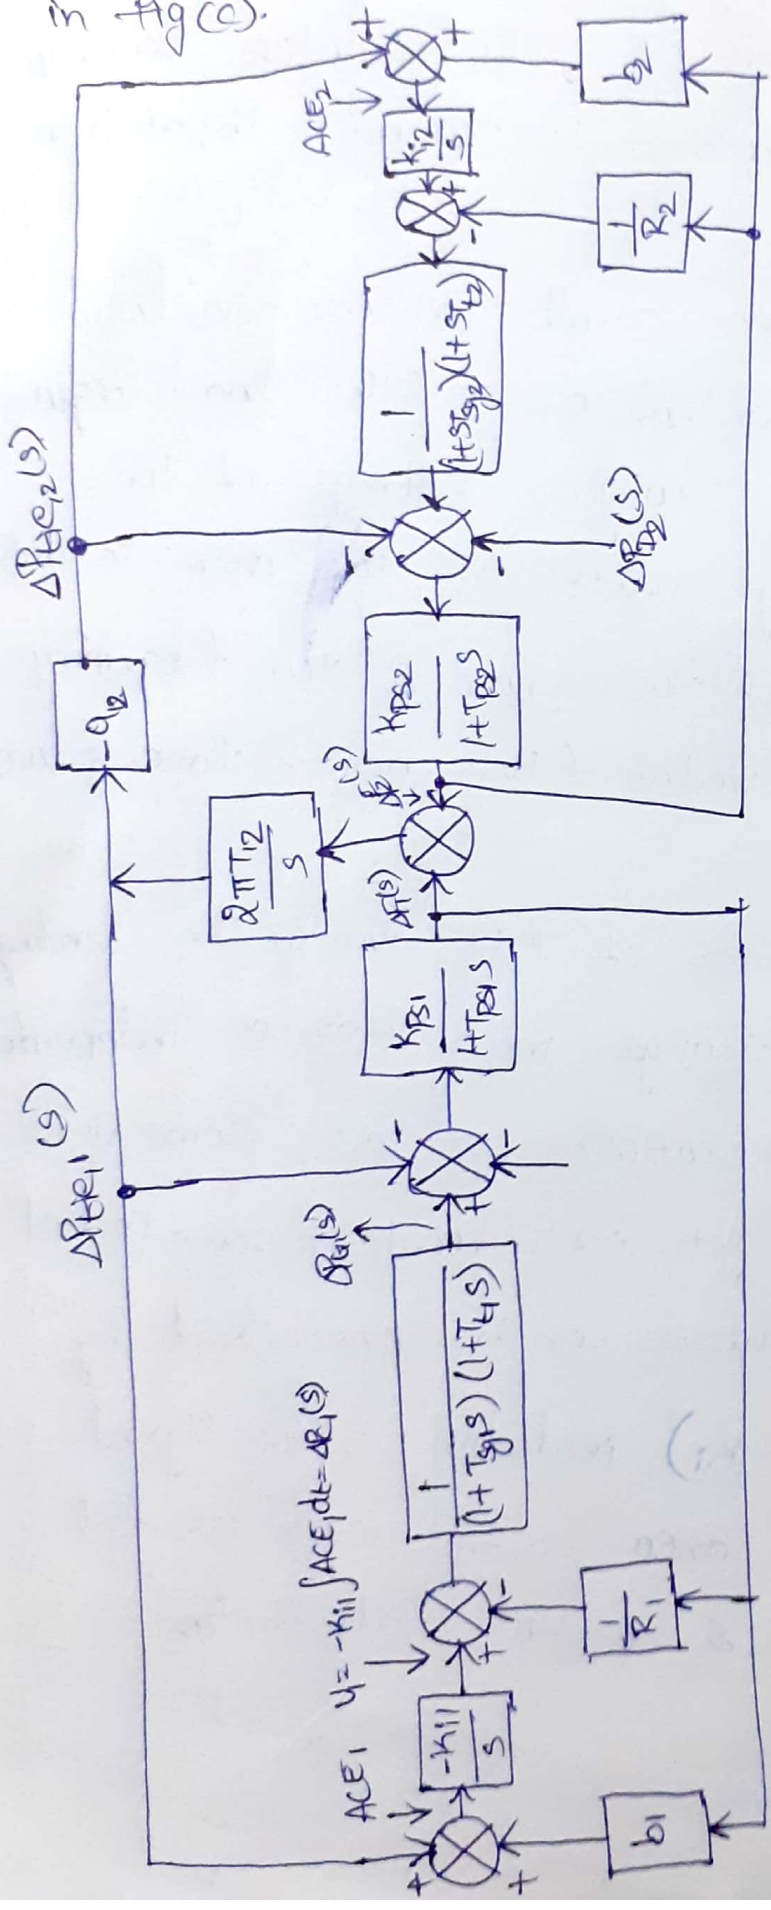 in fig(c).
ΔPtie,1(s)
ΔPtie,2(s)
-a12
2πT12
s
ACE1
u1 = -Ki1∫ACE1dt = ΔPc1(s)
ΔPG1(s)
ΔF1(s)
ΔF2(s)
ACE2
+
+
-Ki1
s
+
-
1
(1+Tsg1s)(1+Tt1s)
+
-
-
KPS1
1+TPS1s
KPS2
1+TPS2s
-
-
1
(1+sTsg2)(1+sTt2)
-
+
Ki2
s
+
+
b1
1
R1
ΔPD2(s)
1
R2
b2